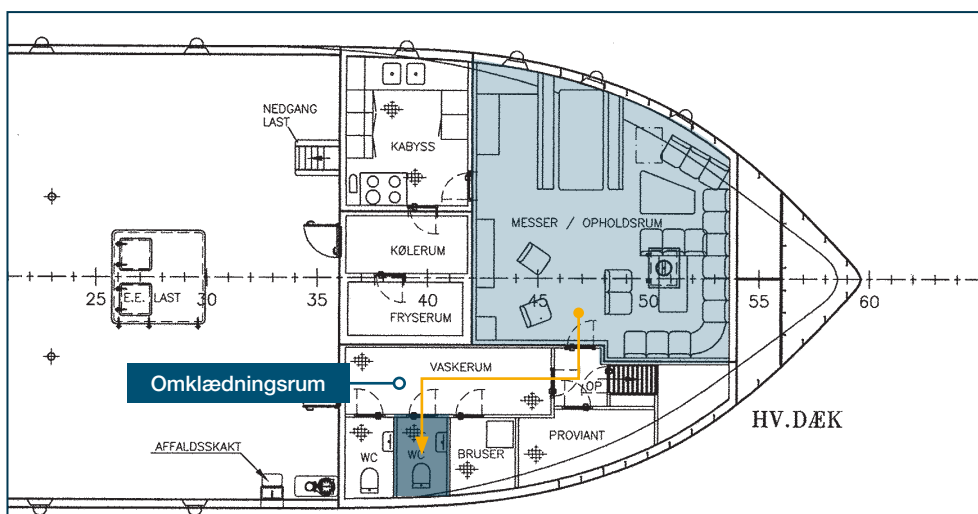 NEDGANG
LAST
KABYSS
MESSER / OPHOLDSRUM
KØLERUM
25
E.E. LAST
30
35
40
45
50
55
60
FRYSERUM
Omklædningsrum
VASKERUM
OP
HV.DÆK
PROVIANT
AFFALDSSKAKT
WC
WC
BRUSER